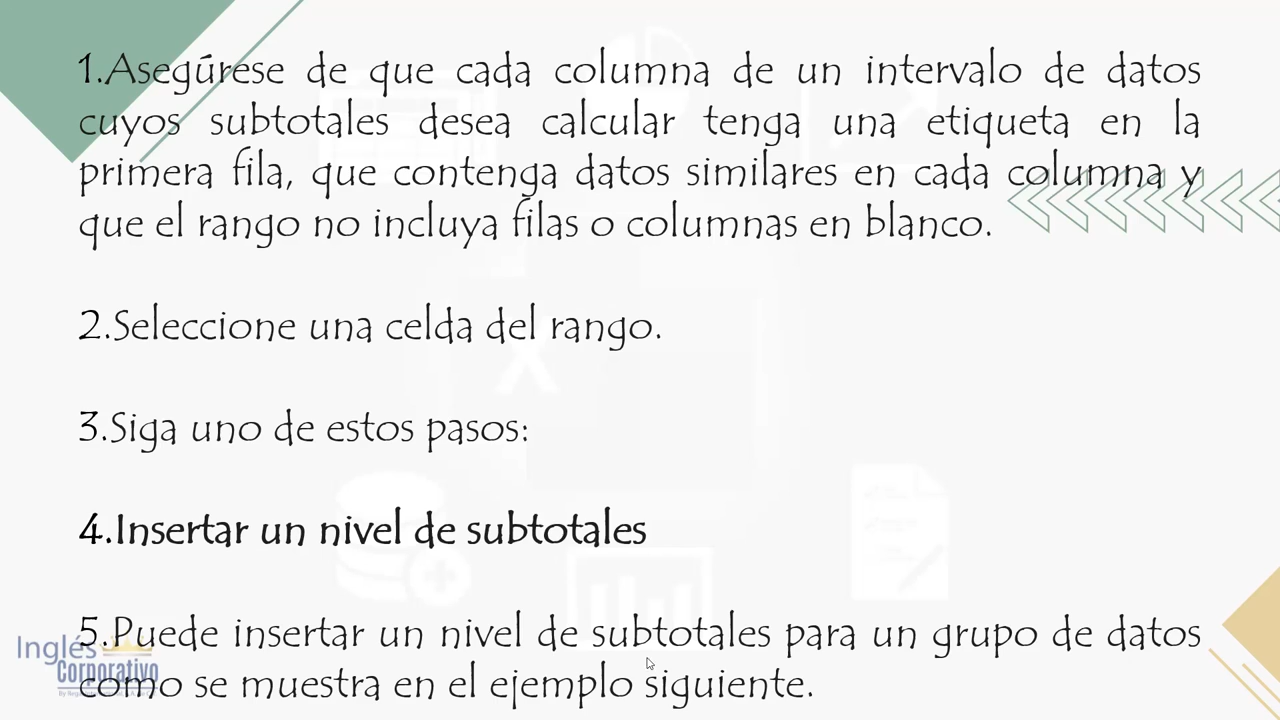 1.Asegúrese de que cada columna de un intervalo de datos
cuyos subtotales desea calcular tenga una etiqueta en la
primera fila, que contenga datos similares en cada columna y
que el rango no incluya filas o columnas en blanco.
2.Seleccione una celda del rango.
3.Siga uno de estos pasos:
4.Insertar un nivel de subtotales
5.Puede insertar un nivel de subtotales para un grupo de datos
como se muestra en el ejemplo siguiente.
Inglés
Corporativo